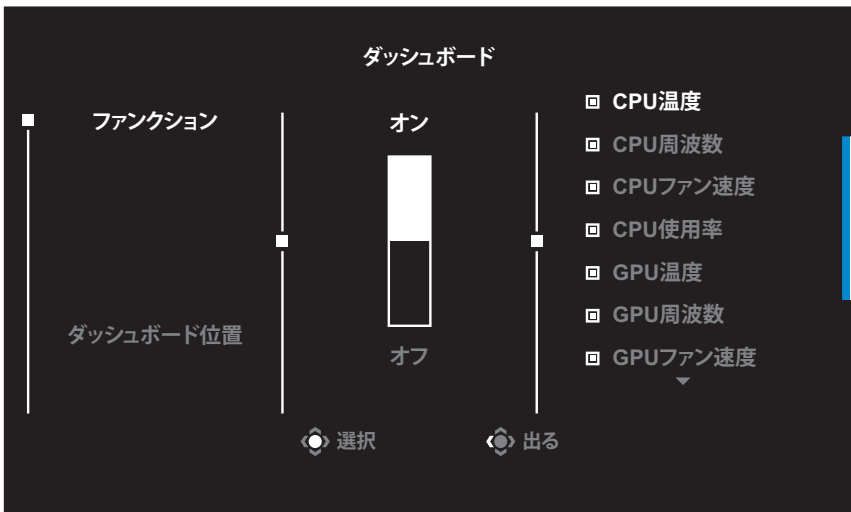 ダッシュボード
ファンクション
ダッシュボード位置
オン
オフ
CPU温度
CPU周波数
CPUファン速度
CPU使用率
GPU温度
GPU周波数
GPUファン速度
選択
出る